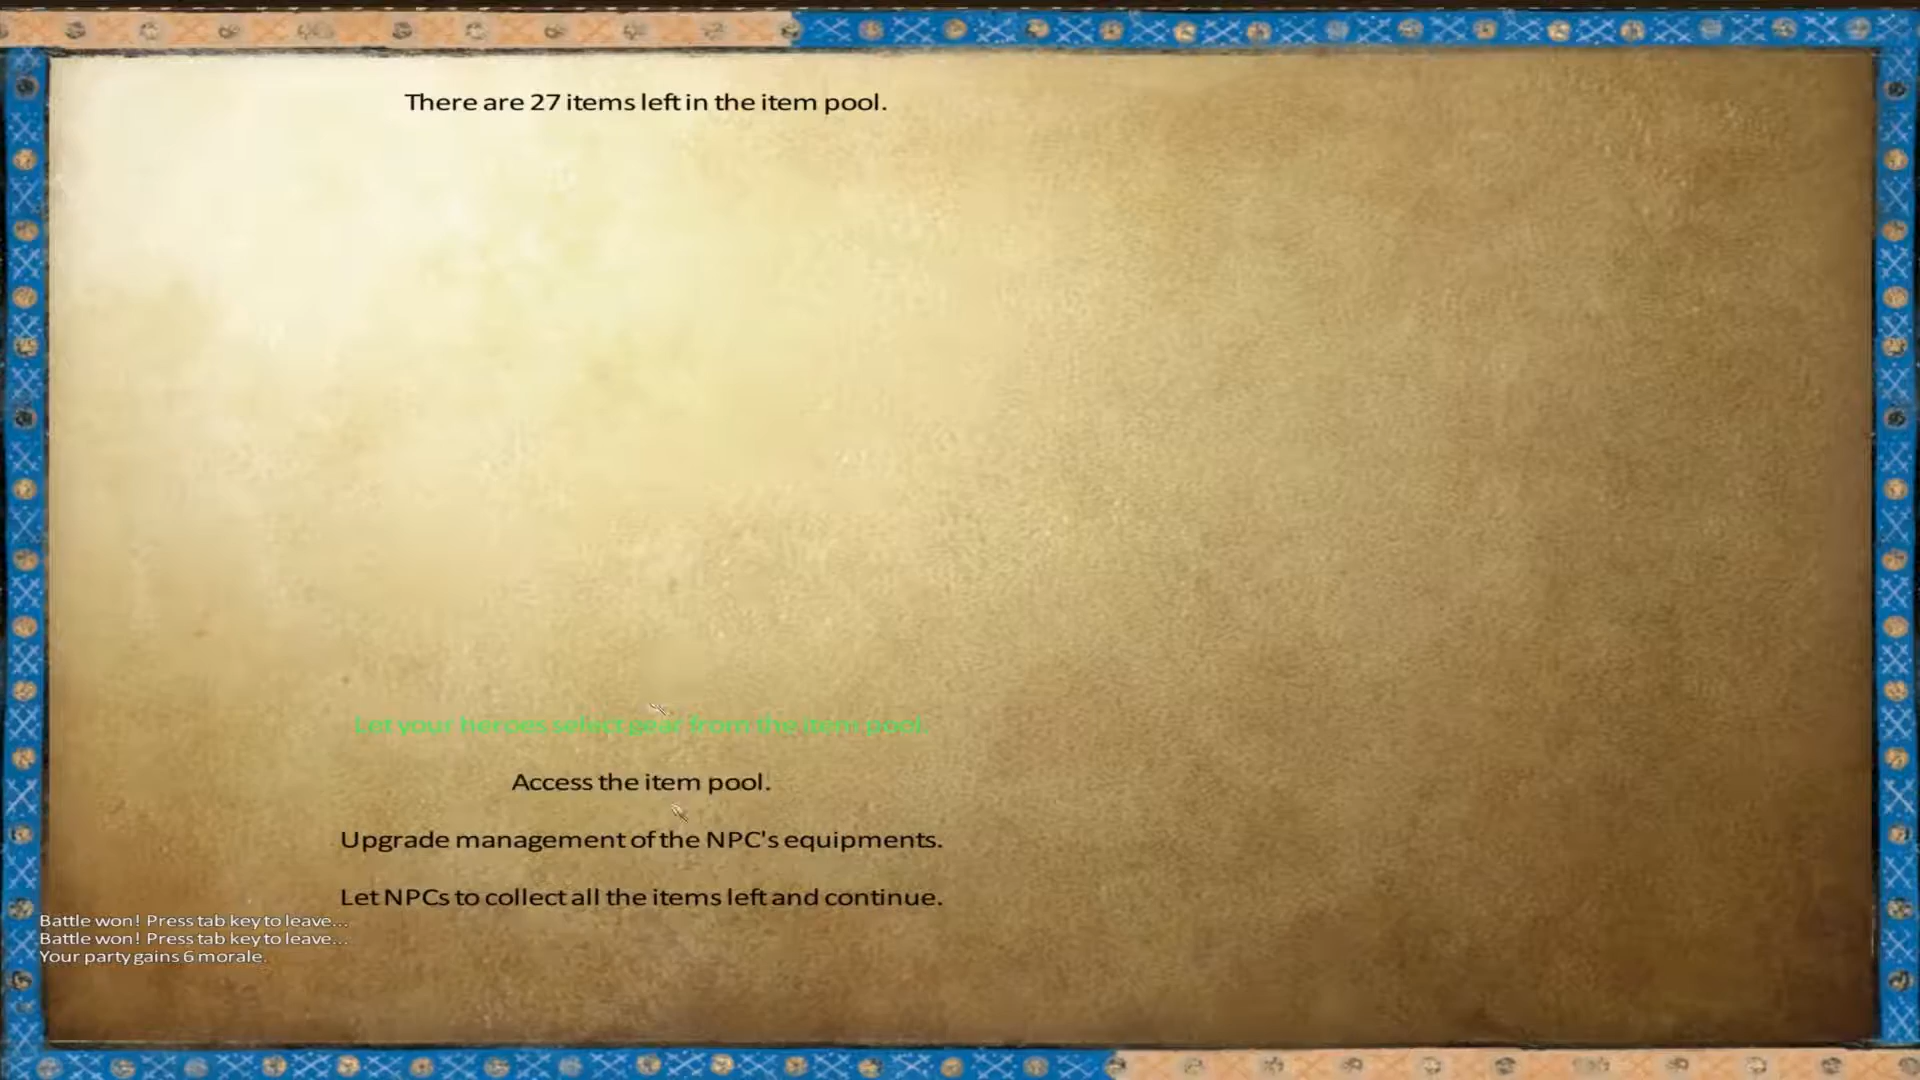 There are 27 items left in the item pool.
Let your heroes select gear from the item pool.
Access the item pool.
Upgrade management of the NPC's equipments.
Let NPCs to collect all the items left and continue.
Battle won! Press tab key to leave...
Battle won! Press tab key to leave...
Your party gains 6 morale.